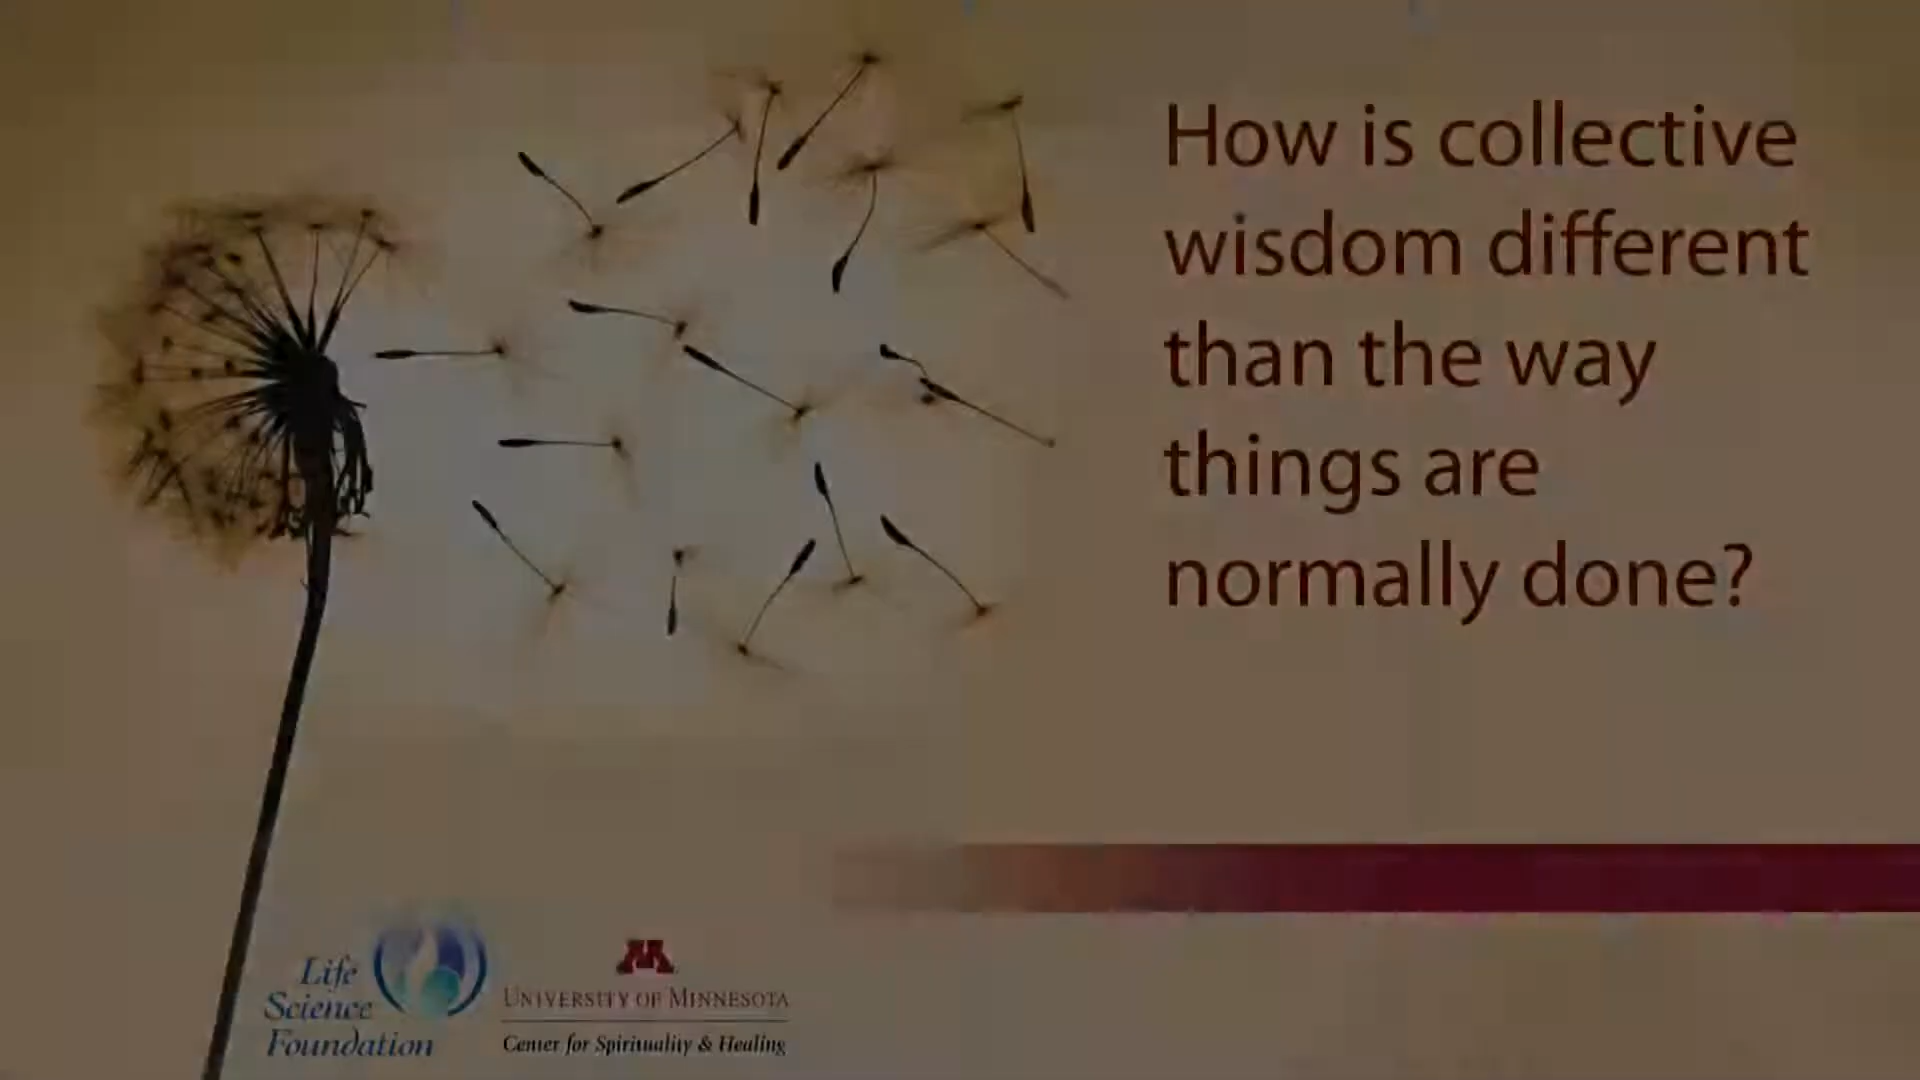 How is collective
wisdom different
than the way
things are
normally done?
Life
Science
Foundation
M
UNIVERSITY OF MINNESOTA
Center for Spirituality & Healing